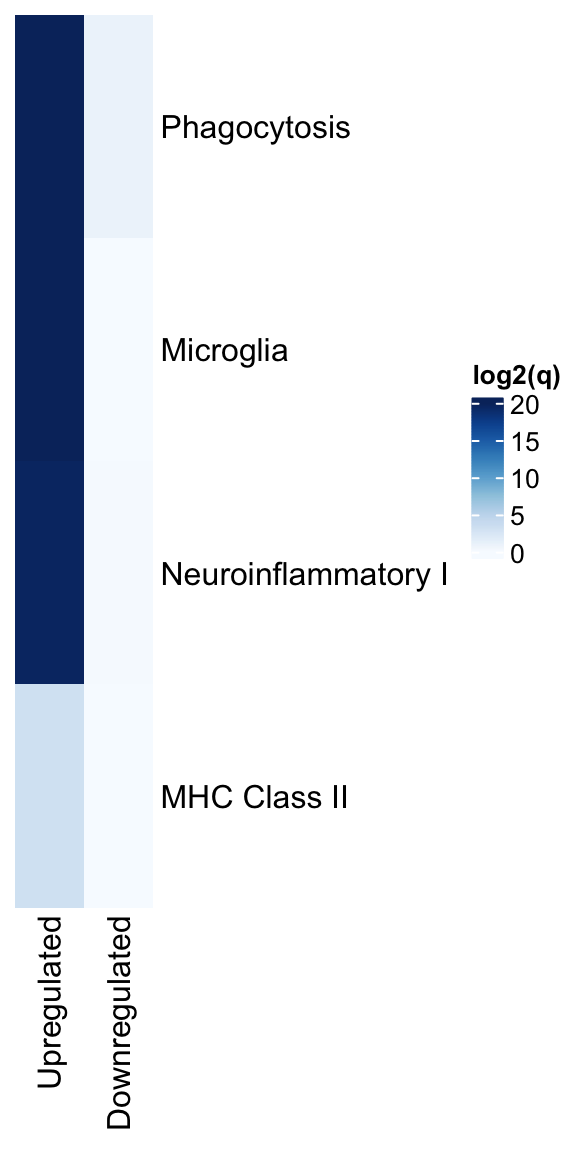 Phagocytosis
Microglia
Neuroinflammatory I
MHC Class II
log2(q)
20
15
10
5
0
Upregulated
Downregulated